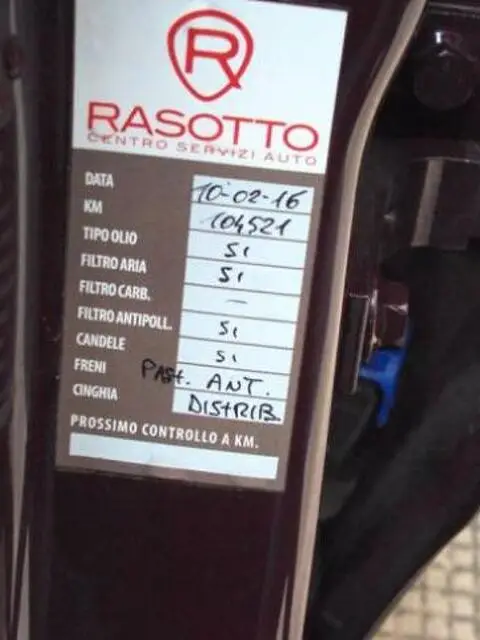 R
RASOTTO
CENTRO SERVIZI AUTO
DATA 10-02-16
KM 104521
TIPO OLIO SI
FILTRO ARIA SI
FILTRO CARB. —
FILTRO ANTIPOLL. SI
CANDELE SI
FRENI PAST. ANT.
CINGHIA DISTRIB.
PROSSIMO CONTROLLO A KM.